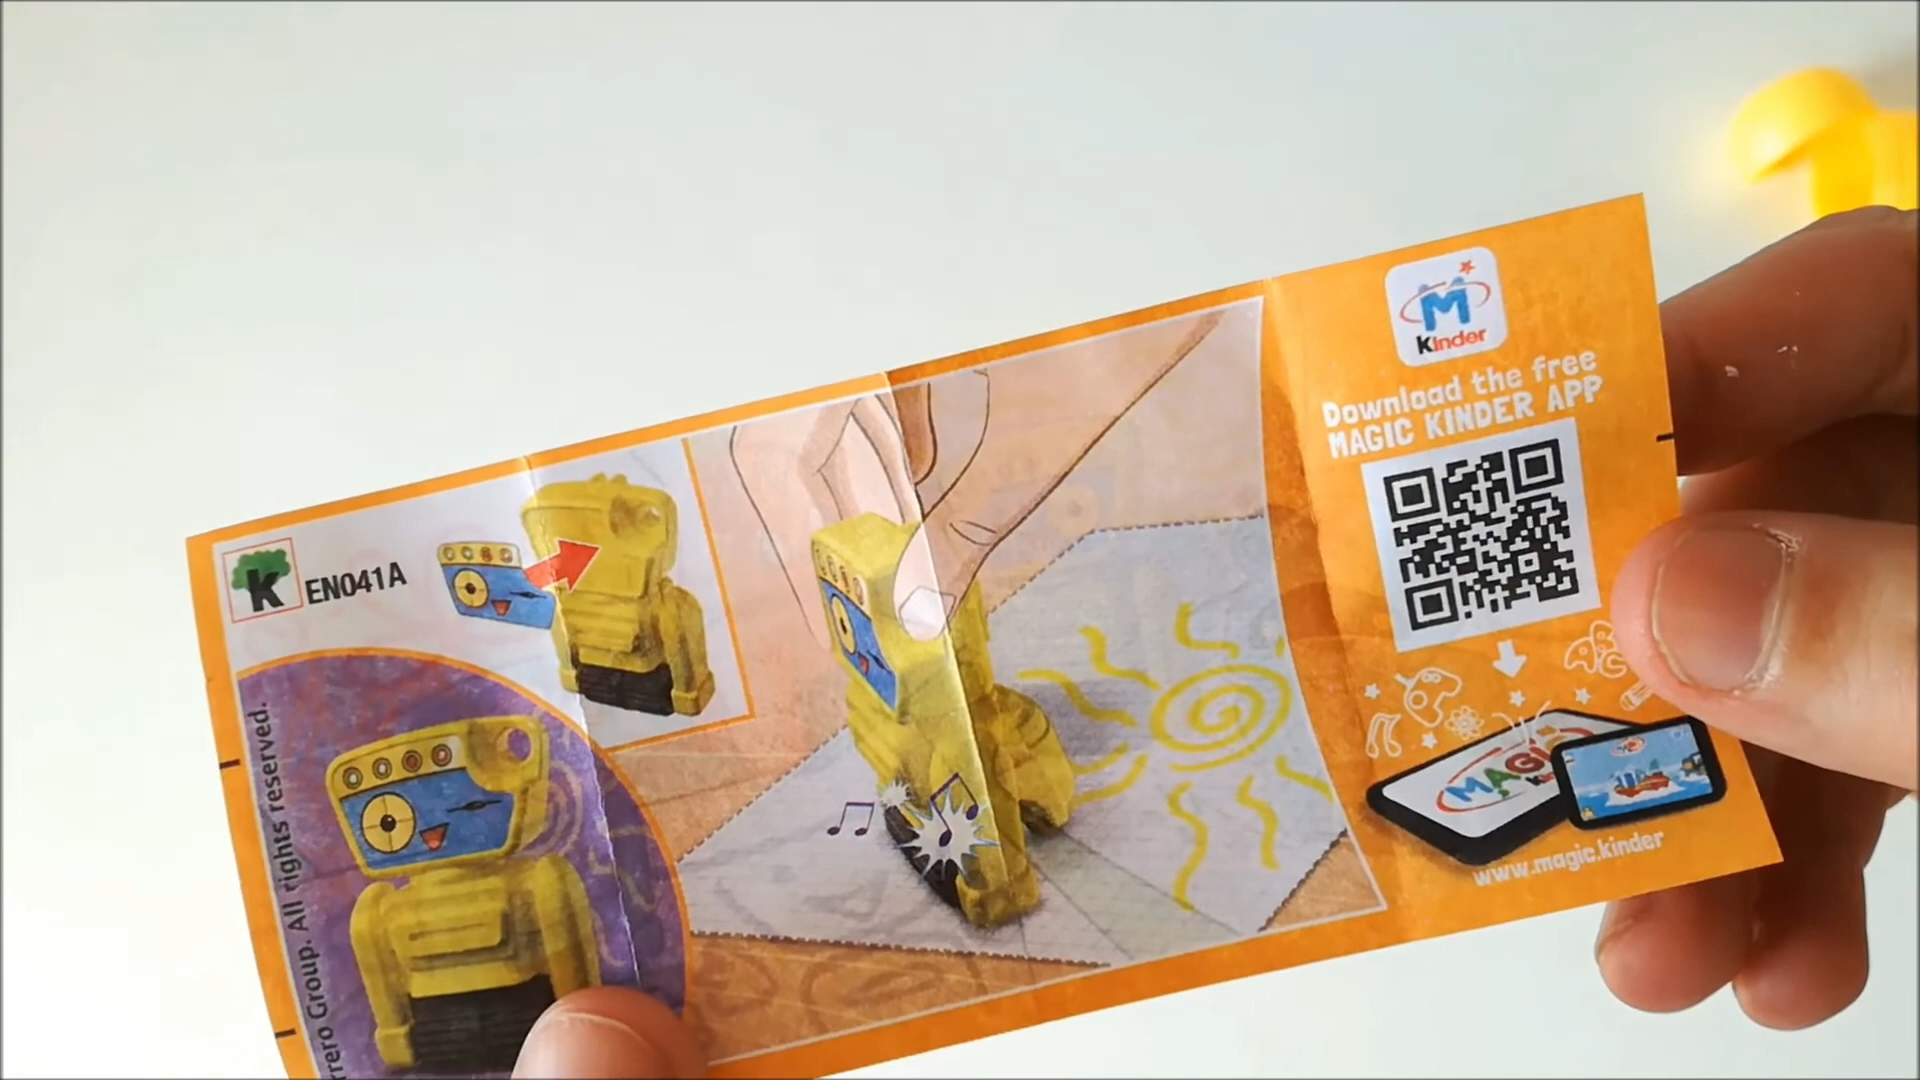 K EN041A
rrero Group. All rights reserved.
M
Kinder
Download the free
MAGIC KINDER APP
www.magic.kinder